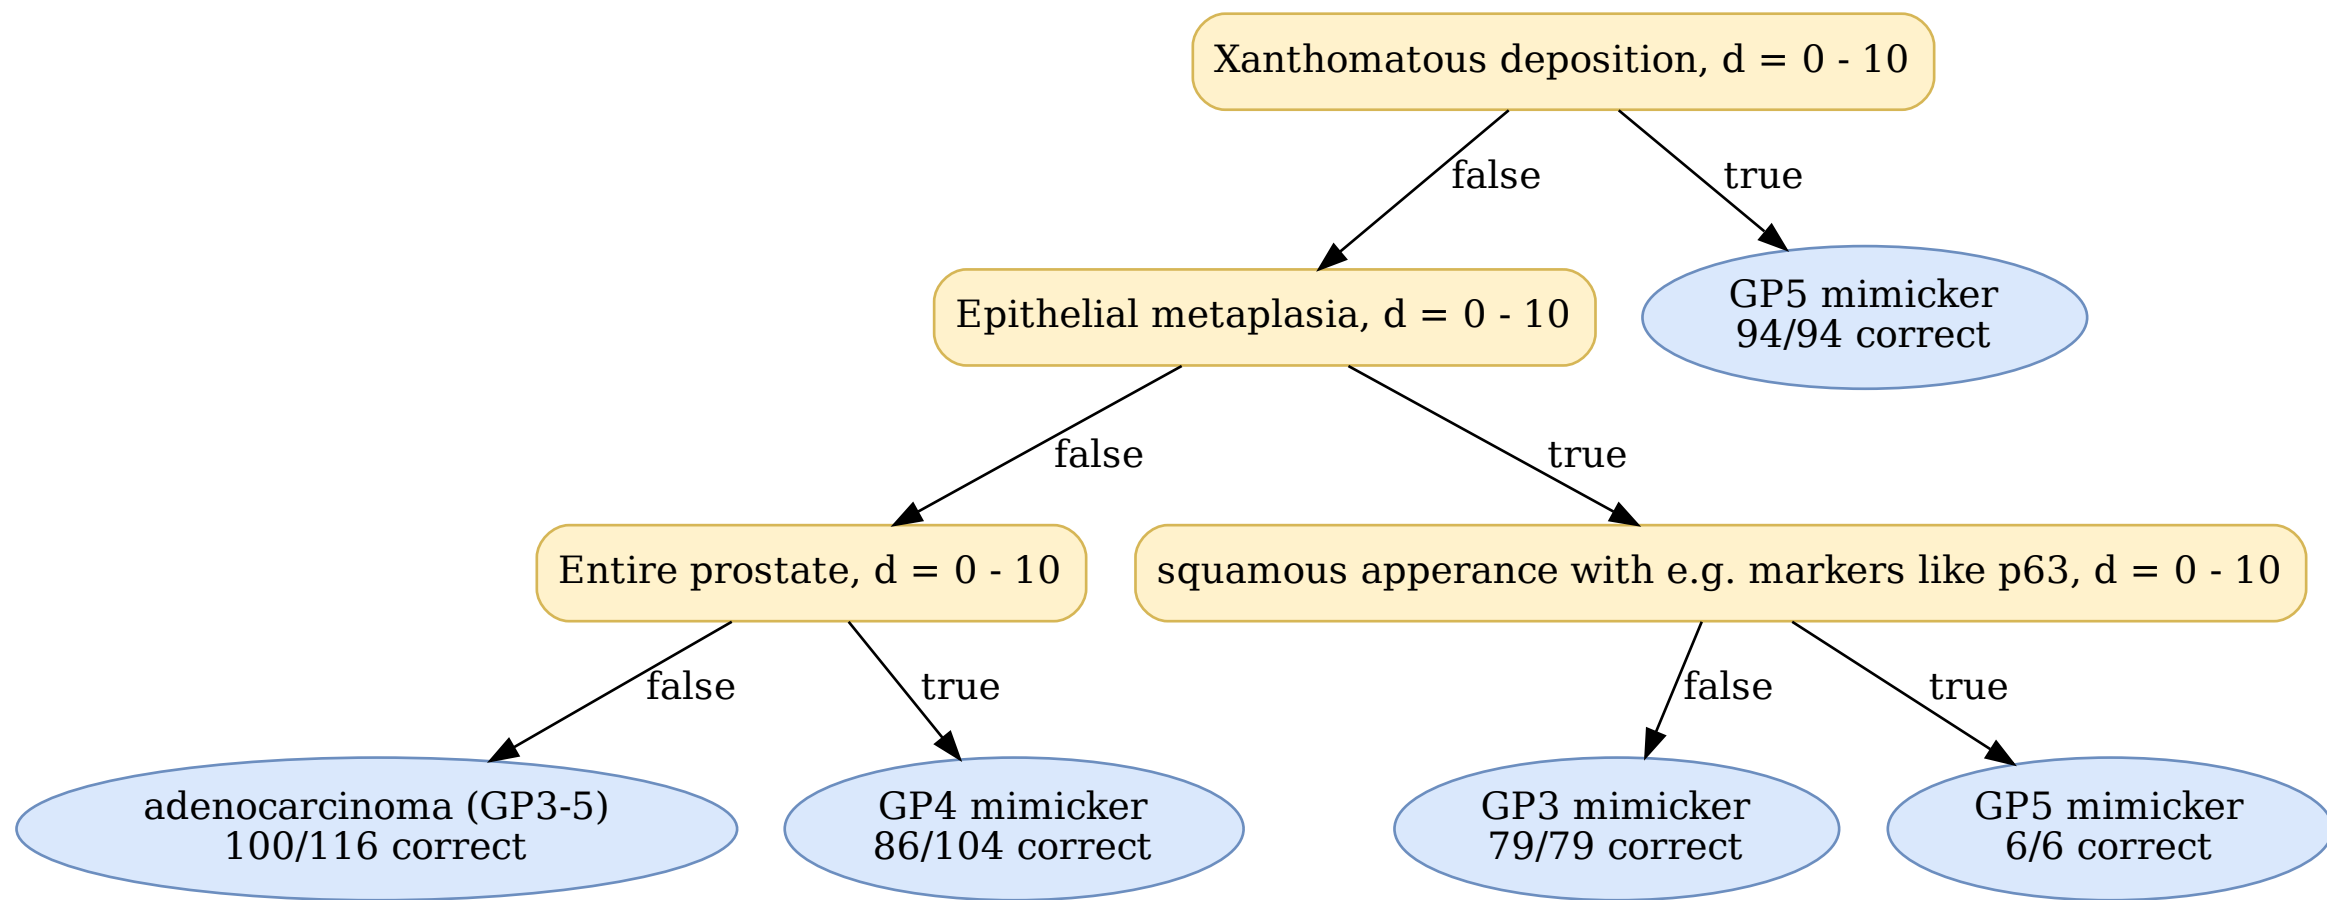 Xanthomatous deposition, d = 0 - 10
false
true
Epithelial metaplasia, d = 0 - 10
GP5 mimicker
94/94 correct
false
true
Entire prostate, d = 0 - 10
squamous apperance with e.g. markers like p63, d = 0 - 10
false
true
false
true
adenocarcinoma (GP3-5)
100/116 correct
GP4 mimicker
86/104 correct
GP3 mimicker
79/79 correct
GP5 mimicker
6/6 correct